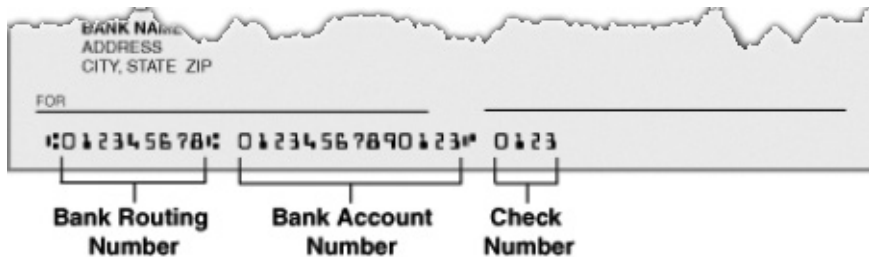 BANK NAME
ADDRESS
CITY, STATE ZIP
FOR
⑆012345678⑆ 01234567890123⑈ 0123
Bank Routing Number
Bank Account Number
Check Number